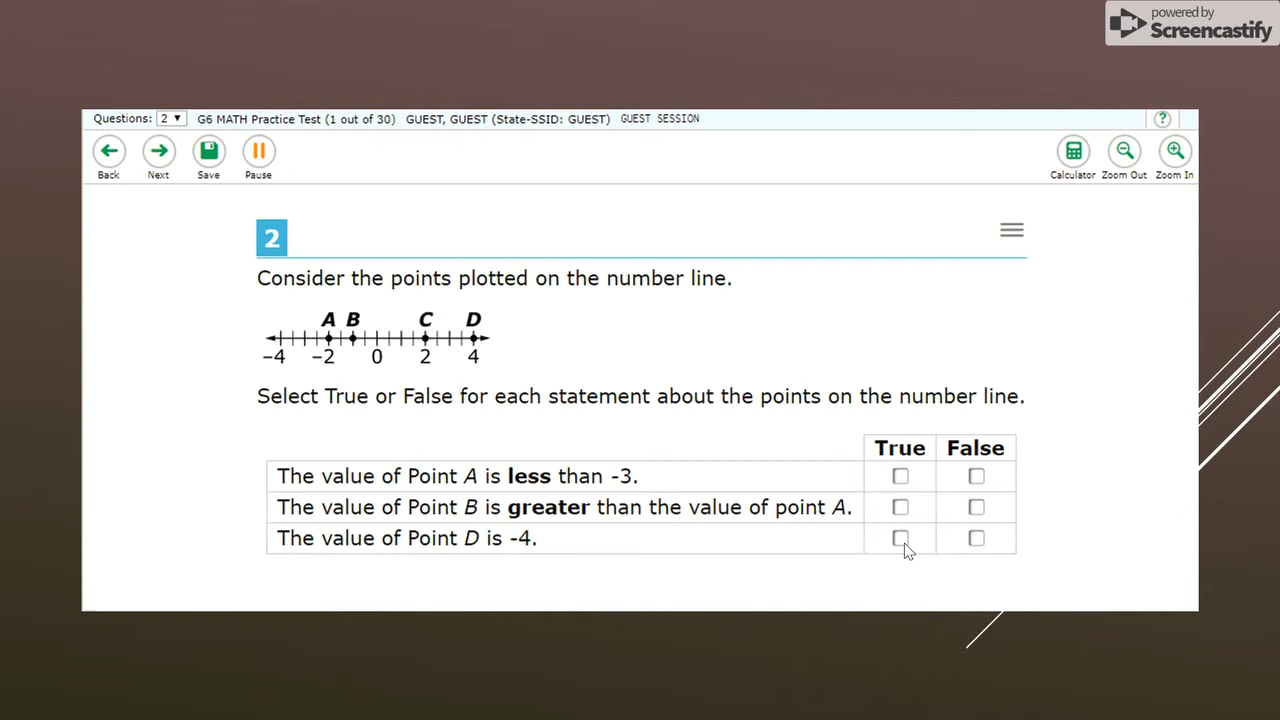 powered by
Screencastify
Questions: 2 G6 MATH Practice Test (1 out of 30) GUEST, GUEST (State-SSID: GUEST) GUEST SESSION ?
Back Next Save Pause Calculator Zoom Out Zoom In
2
Consider the points plotted on the number line.
A B C D
−4 −2 0 2 4
Select True or False for each statement about the points on the number line.
True False
The value of Point A is less than -3.
The value of Point B is greater than the value of point A.
The value of Point D is -4.